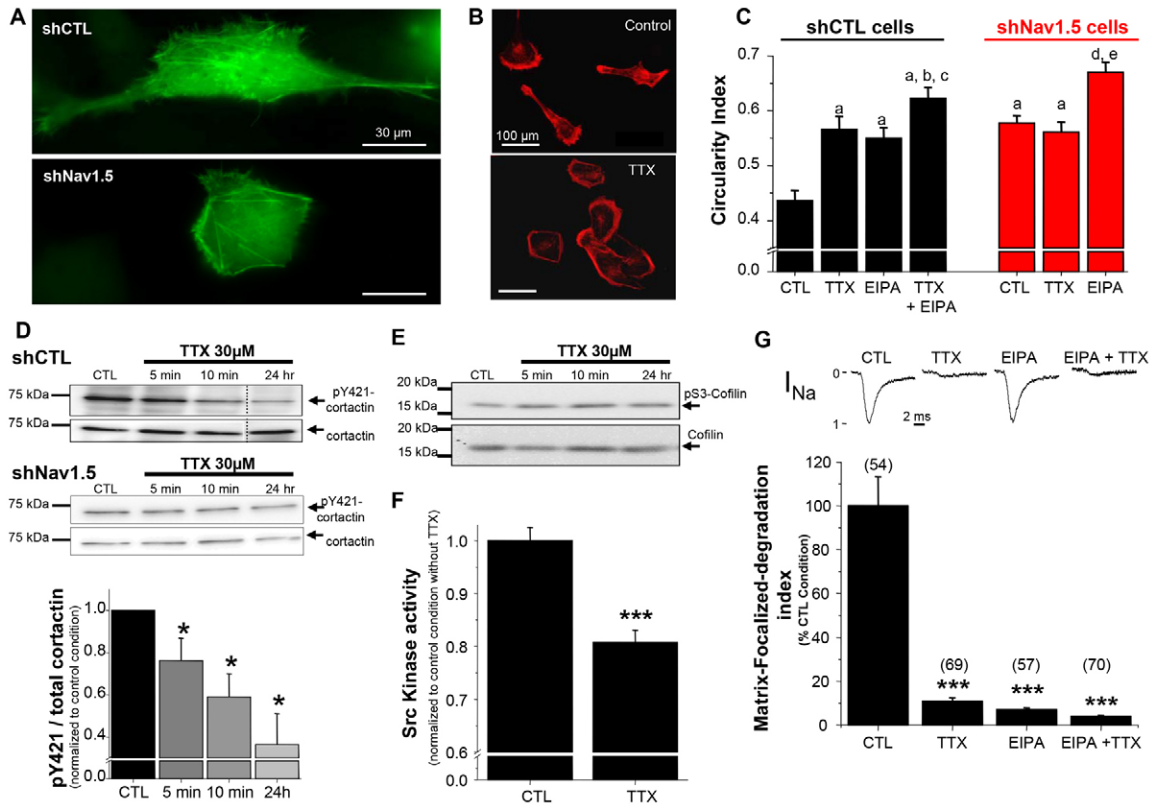 A
shCTL
30 µm
shNav1.5
B
Control
100 µm
TTX
C
shCTL cells
shNav1.5 cells
Circularity Index
0.7
0.6
0.5
0.4
0.0
a
a
a, b, c
a
a
d, e
CTL
TTX
EIPA
TTX
+ EIPA
CTL
TTX
EIPA
D
shCTL
TTX 30µM
CTL
5 min
10 min
24 hr
75 kDa
pY421-
cortactin
75 kDa
cortactin
shNav1.5
TTX 30µM
CTL
5 min
10 min
24 hr
75 kDa
pY421-
cortactin
75 kDa
cortactin
pY421 / total cortactin
(normalized to control condition)
1.0
0.8
0.6
0.4
0.0
*
*
*
CTL
5 min
10 min
24h
E
TTX 30µM
CTL
5 min
10 min
24 hr
20 kDa
15 kDa
pS3-Cofilin
20 kDa
15 kDa
Cofilin
F
Src Kinase activity
(normalized to control condition without TTX)
1.0
0.9
0.8
0.7
0.6
0.0
***
CTL
TTX
G
CTL
TTX
EIPA
EIPA + TTX
I Na
0
0
1
2 ms
Matrix-Focalized-degradation
index
(% CTL Condition)
120
100
80
60
40
20
0
(54)
(69)
(57)
(70)
***
***
***
CTL
TTX
EIPA
EIPA +TTX